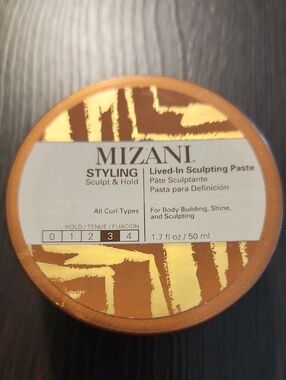 MIZANI
STYLING
Sculpt & Hold
Lived-In Sculpting Paste
Pâte Sculptante
Pasta para Definición
All Curl Types
For Body Building, Shine,
and Sculpting
HOLD / TENUE / FIJACIÓN
0 1 2 3 4
1.7 fl oz / 50 ml